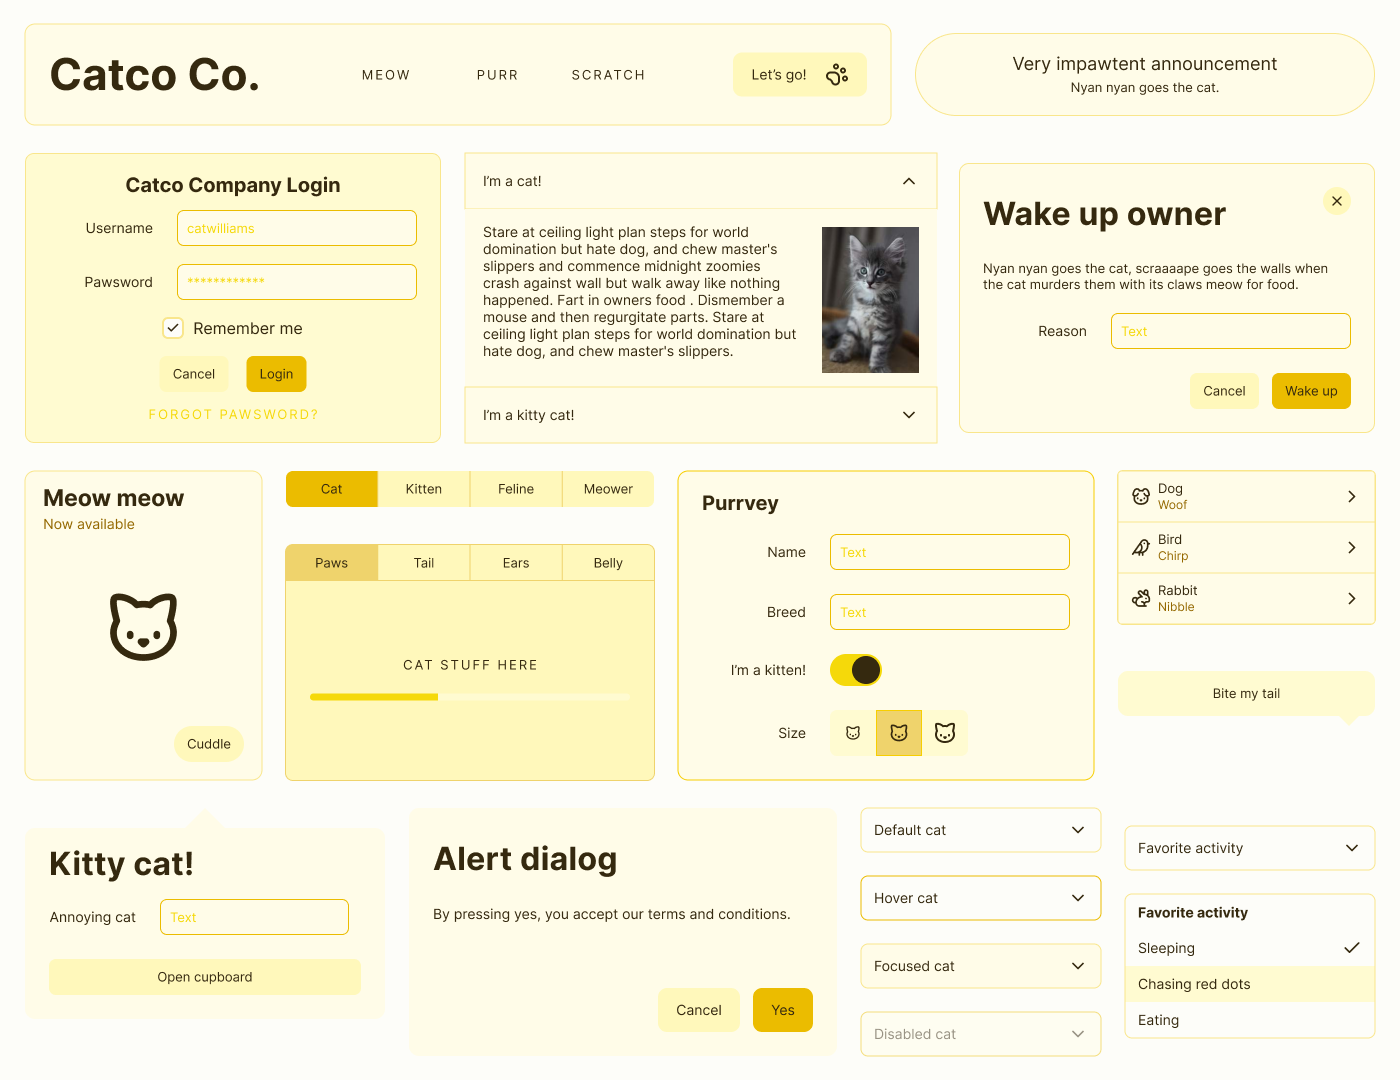 Catco Co.
MEOW
PURR
SCRATCH
Let’s go!
Very impawtent announcement
Nyan nyan goes the cat.
Catco Company Login
Username
catwilliams
Pawsword
************
Remember me
Cancel
Login
FORGOT PAWSWORD?
I’m a cat!
Stare at ceiling light plan steps for world
domination but hate dog, and chew master's
slippers and commence midnight zoomies
crash against wall but walk away like nothing
happened. Fart in owners food . Dismember a
mouse and then regurgitate parts. Stare at
ceiling light plan steps for world domination but
hate dog, and chew master's slippers.
I’m a kitty cat!
Wake up owner
Nyan nyan goes the cat, scraaaape goes the walls when
the cat murders them with its claws meow for food.
Reason
Text
Cancel
Wake up
Meow meow
Now available
Cuddle
Cat
Kitten
Feline
Meower
Paws
Tail
Ears
Belly
CAT STUFF HERE
Purrvey
Name
Text
Breed
Text
I’m a kitten!
Size
Dog
Woof
Bird
Chirp
Rabbit
Nibble
Bite my tail
Kitty cat!
Annoying cat
Text
Open cupboard
Alert dialog
By pressing yes, you accept our terms and conditions.
Cancel
Yes
Default cat
Hover cat
Focused cat
Disabled cat
Favorite activity
Favorite activity
Sleeping
Chasing red dots
Eating